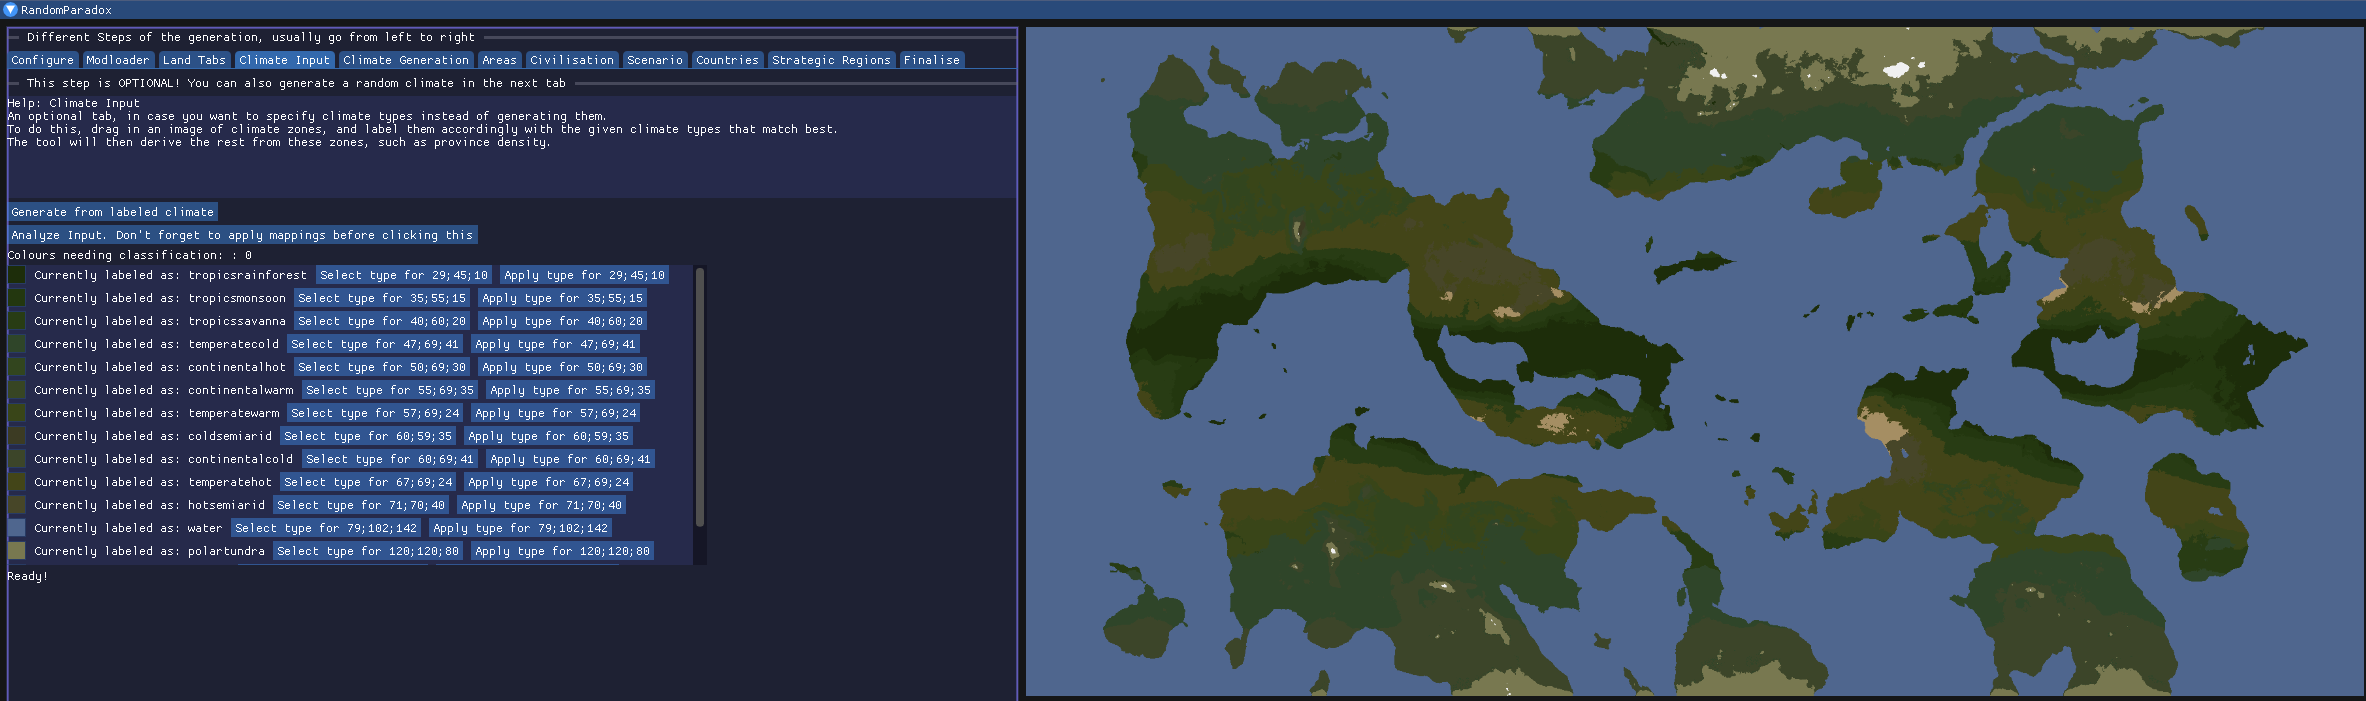 RandomParadox
Different Steps of the generation, usually go from left to right
Configure Modloader Land Tabs Climate Input Climate Generation Areas Civilisation Scenario Countries Strategic Regions Finalise
This step is OPTIONAL! You can also generate a random climate in the next tab
Help: Climate Input
An optional tab, in case you want to specify climate types instead of generating them.
To do this, drag in an image of climate zones, and label them accordingly with the given climate types that match best.
The tool will then derive the rest from these zones, such as province density.
Generate from labeled climate
Analyze Input. Don't forget to apply mappings before clicking this
Colours needing classification: : 0
Currently labeled as: tropicsrainforest Select type for 29;45;10 Apply type for 29;45;10
Currently labeled as: tropicsmonsoon Select type for 35;55;15 Apply type for 35;55;15
Currently labeled as: tropicssavanna Select type for 40;60;20 Apply type for 40;60;20
Currently labeled as: temperatecold Select type for 47;69;41 Apply type for 47;69;41
Currently labeled as: continentalhot Select type for 50;69;30 Apply type for 50;69;30
Currently labeled as: continentalwarm Select type for 55;69;35 Apply type for 55;69;35
Currently labeled as: temperatewarm Select type for 57;69;24 Apply type for 57;69;24
Currently labeled as: coldsemiarid Select type for 60;59;35 Apply type for 60;59;35
Currently labeled as: continentalcold Select type for 60;69;41 Apply type for 60;69;41
Currently labeled as: temperatehot Select type for 67;69;24 Apply type for 67;69;24
Currently labeled as: hotsemiarid Select type for 71;70;40 Apply type for 71;70;40
Currently labeled as: water Select type for 79;102;142 Apply type for 79;102;142
Currently labeled as: polartundra Select type for 120;120;80 Apply type for 120;120;80
Ready!